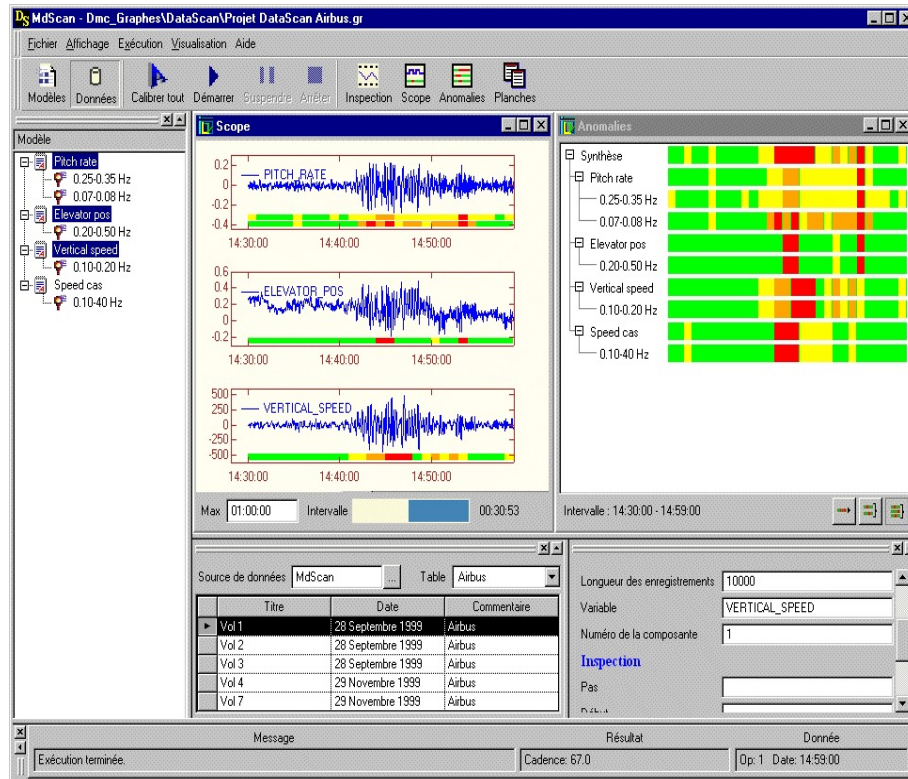 MdScan - Dmc_Graphes\DataScan\Projet DataScan Airbus.gr
Fichier Affichage Exécution Visualisation Aide
Modèles Données Calibrer tout Démarrer Suspendre Arrêter Inspection Scope Anomalies Planches
Modèle
Pitch rate
0.25-0.35 Hz
0.07-0.08 Hz
Elevator pos
0.20-0.50 Hz
Vertical speed
0.10-0.20 Hz
Speed cas
0.10-40 Hz
Scope
0.2
0
-0.2
-0.4
PITCH_RATE
14:30:00 14:40:00 14:50:00
0.6
0.4
0.2
0
-0.2
ELEVATOR_POS
14:30:00 14:40:00 14:50:00
500
250
0
-250
-500
VERTICAL_SPEED
14:30:00 14:40:00 14:50:00
Max 01:00:00 Intervalle 00:30:53
Anomalies
Synthèse
Pitch rate
0.25-0.35 Hz
0.07-0.08 Hz
Elevator pos
0.20-0.50 Hz
Vertical speed
0.10-0.20 Hz
Speed cas
0.10-40 Hz
Intervalle : 14:30:00 - 14:59:00
Source de données MdScan ... Table Airbus
Titre Date Commentaire
Vol 1 28 Septembre 1999 Airbus
Vol 2 28 Septembre 1999 Airbus
Vol 3 28 Septembre 1999 Airbus
Vol 4 29 Novembre 1999 Airbus
Vol 7 29 Novembre 1999 Airbus
Longueur des enregistrements 10000
Variable VERTICAL_SPEED
Numéro de la composante 1
Inspection
Pas
Début
Message Résultat Donnée
Exécution terminée. Cadence: 67.0 Op: 1 Date: 14:59:00